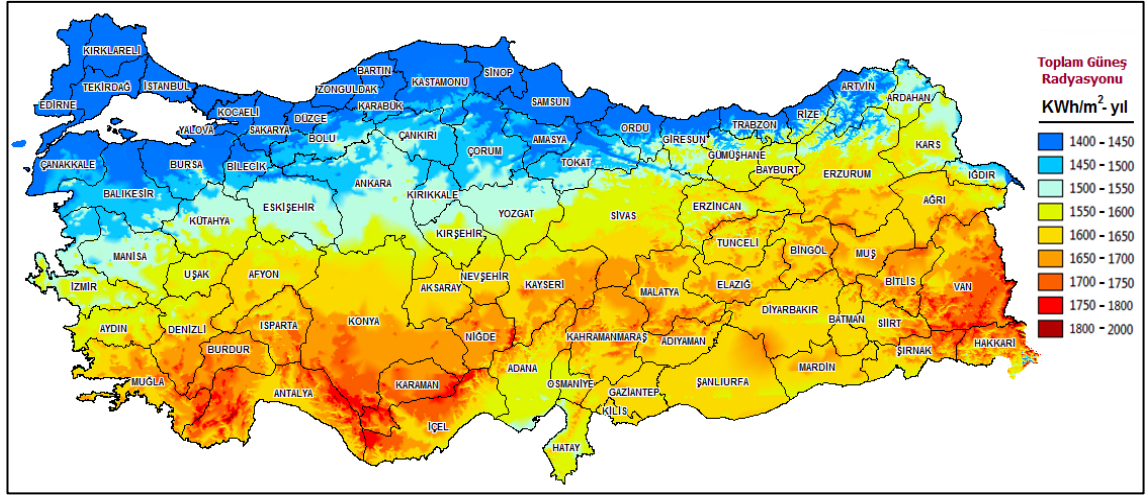 KIRKLARELİ
TEKİRDAĞ
İSTANBUL
EDİRNE
KOCAELİ
YALOVA
SAKARYA
DÜZCE
ZONGULDAK
BARTIN
KARABÜK
KASTAMONU
SİNOP
SAMSUN
BOLU
ÇANKIRI
ÇORUM
AMASYA
TOKAT
ORDU
GİRESUN
TRABZON
RİZE
ARTVİN
ARDAHAN
KARS
GÜMÜŞHANE
BAYBURT
ERZURUM
IĞDIR
AĞRI
ÇANAKKALE
BALIKESİR
BURSA
BİLECİK
ESKİŞEHİR
KÜTAHYA
ANKARA
KIRIKKALE
YOZGAT
KIRŞEHİR
SİVAS
ERZİNCAN
TUNCELİ
BİNGÖL
MUŞ
BİTLİS
VAN
MANİSA
İZMİR
UŞAK
AFYON
AKSARAY
NEVŞEHİR
KAYSERİ
MALATYA
ELAZIĞ
DİYARBAKIR
BATMAN
SİİRT
ŞIRNAK
HAKKARİ
AYDIN
DENİZLİ
ISPARTA
BURDUR
KONYA
NİĞDE
KAHRAMANMARAŞ
ADIYAMAN
MARDİN
MUĞLA
ANTALYA
KARAMAN
İÇEL
ADANA
OSMANİYE
GAZİANTEP
KİLİS
ŞANLIURFA
HATAY
Toplam Güneş
Radyasyonu
KWh/m²-yıl
1400 - 1450
1450 - 1500
1500 - 1550
1550 - 1600
1600 - 1650
1650 - 1700
1700 - 1750
1750 - 1800
1800 - 2000